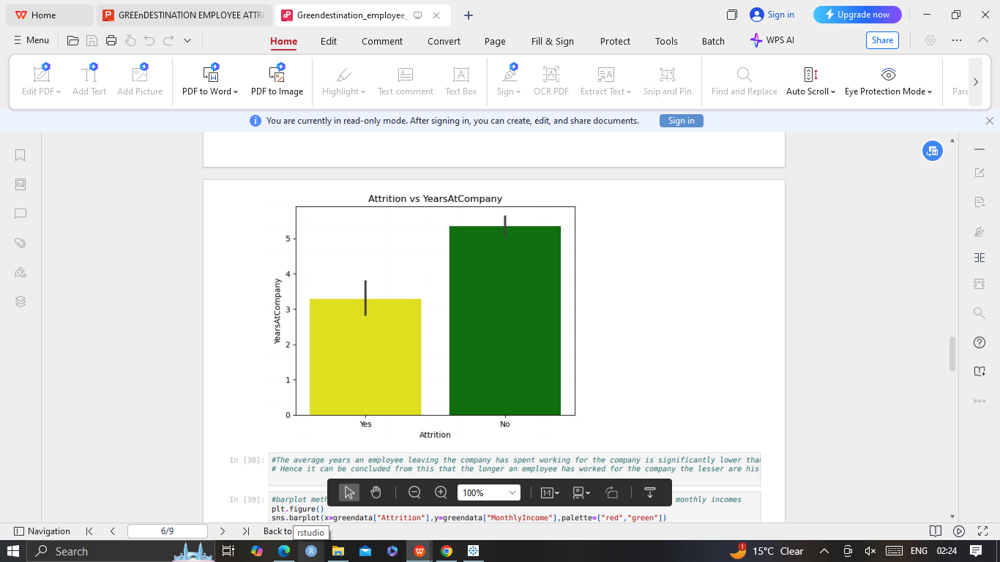 Home
GREEnDESTINATION EMPLOYEE ATTRI
Greendestination_employee_
Sign in
Upgrade now
Menu
Home
Edit
Comment
Convert
Page
Fill & Sign
Protect
Tools
Batch
WPS AI
Share
Edit PDF
Add Text
Add Picture
PDF to Word
PDF to Image
Highlight
Text comment
Text Box
Sign
OCR PDF
Extract Text
Snip and Pin
Find and Replace
Auto Scroll
Eye Protection Mode
Para
You are currently in read-only mode. After signing in, you can create, edit, and share documents.
Sign in
Attrition vs YearsAtCompany
5
4
3
2
1
0
YearsAtCompany
Yes
No
Attrition
In [38]:
#The average years an employee leaving the company has spent working for the company is significantly lower than
# Hence it can be concluded from this that the longer an employee has worked for the company the lesser are his
100%
1:1
In [39]:
#barplot meth
monthly incomes
plt.figure()
sns.barplot(x=greendata["Attrition"],y=greendata["MonthlyIncome"],palette=["red","green"])
Navigation
6/9
Back to
rstudio
Search
1
15°C Clear
ENG
02:24